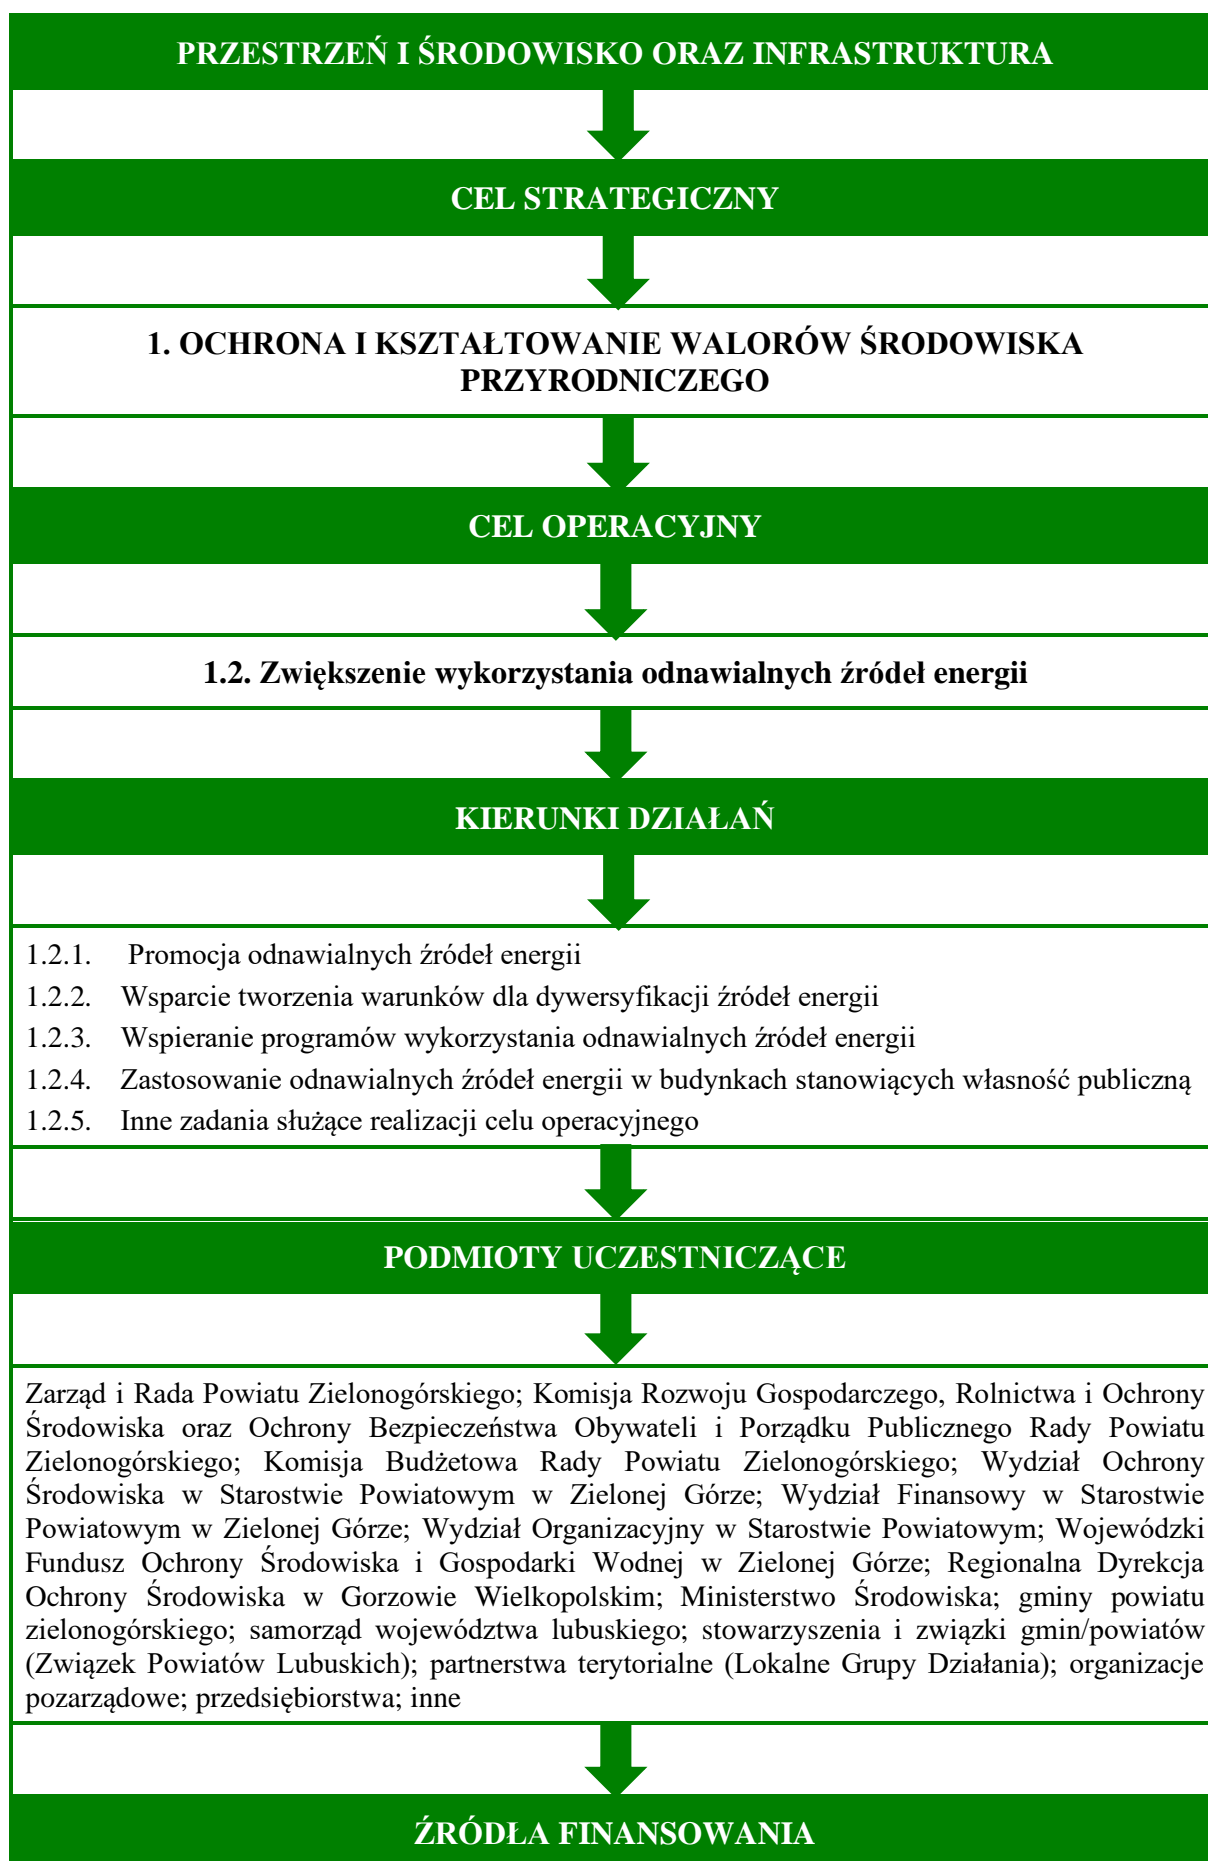 PRZESTRZEŃ I ŚRODOWISKO ORAZ INFRASTRUKTURA
CEL STRATEGICZNY
1. OCHRONA I KSZTAŁTOWANIE WALORÓW ŚRODOWISKA
PRZYRODNICZEGO
CEL OPERACYJNY
1.2. Zwiększenie wykorzystania odnawialnych źródeł energii
KIERUNKI DZIAŁAŃ
1.2.1. Promocja odnawialnych źródeł energii
1.2.2. Wsparcie tworzenia warunków dla dywersyfikacji źródeł energii
1.2.3. Wspieranie programów wykorzystania odnawialnych źródeł energii
1.2.4. Zastosowanie odnawialnych źródeł energii w budynkach stanowiących własność publiczną
1.2.5. Inne zadania służące realizacji celu operacyjnego
PODMIOTY UCZESTNICZĄCE
Zarząd i Rada Powiatu Zielonogórskiego; Komisja Rozwoju Gospodarczego, Rolnictwa i Ochrony
Środowiska oraz Ochrony Bezpieczeństwa Obywateli i Porządku Publicznego Rady Powiatu
Zielonogórskiego; Komisja Budżetowa Rady Powiatu Zielonogórskiego; Wydział Ochrony
Środowiska w Starostwie Powiatowym w Zielonej Górze; Wydział Finansowy w Starostwie
Powiatowym w Zielonej Górze; Wydział Organizacyjny w Starostwie Powiatowym; Wojewódzki
Fundusz Ochrony Środowiska i Gospodarki Wodnej w Zielonej Górze; Regionalna Dyrekcja
Ochrony Środowiska w Gorzowie Wielkopolskim; Ministerstwo Środowiska; gminy powiatu
zielonogórskiego; samorząd województwa lubuskiego; stowarzyszenia i związki gmin/powiatów
(Związek Powiatów Lubuskich); partnerstwa terytorialne (Lokalne Grupy Działania); organizacje
pozarządowe; przedsiębiorstwa; inne
ŹRÓDŁA FINANSOWANIA